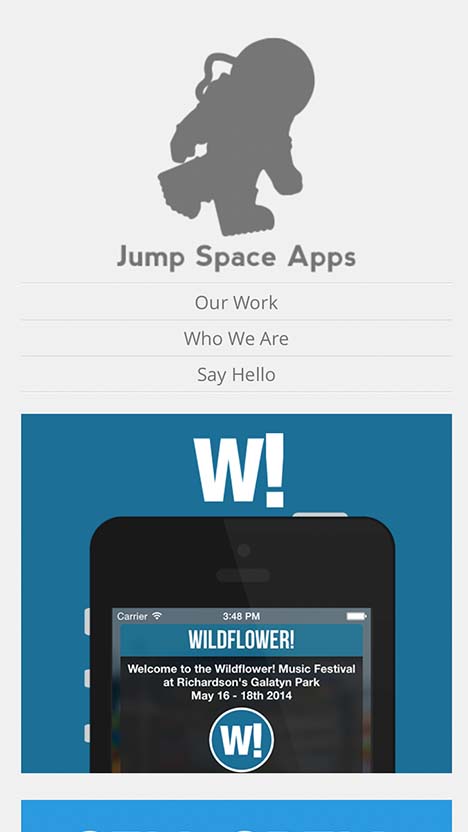 Jump Space Apps
Our Work
Who We Are
Say Hello
W!
Carrier 3:48 PM
WILDFLOWER!
Welcome to the Wildflower! Music Festival
at Richardson's Galatyn Park
May 16 - 18th 2014
W!